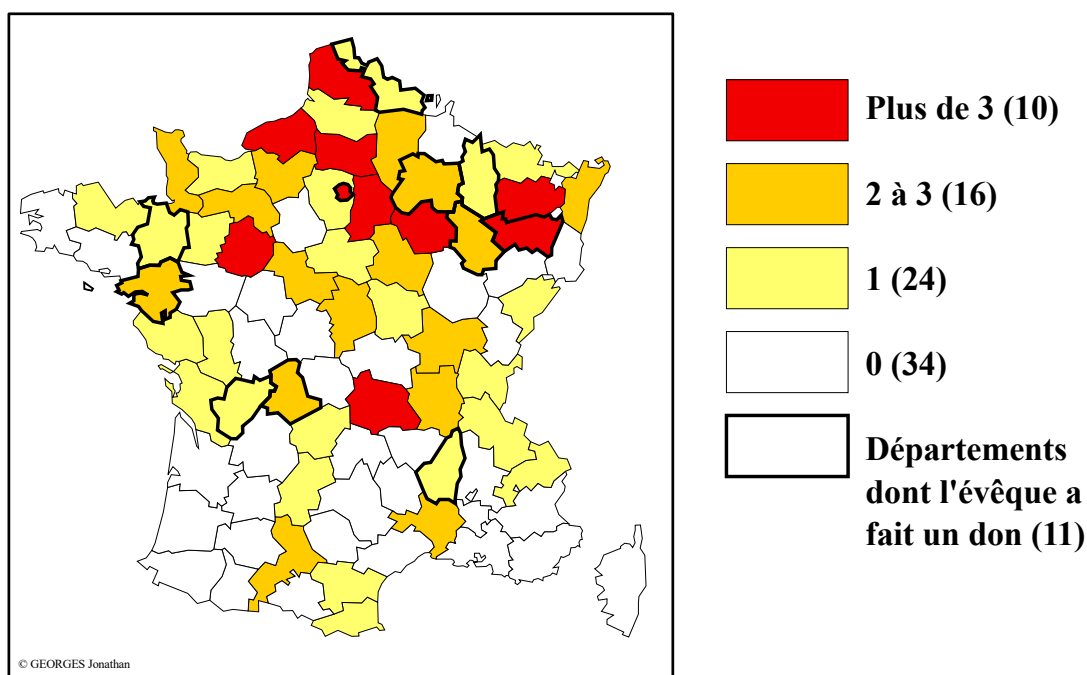 Plus de 3 (10)
2 à 3 (16)
1 (24)
0 (34)
Départements
dont l'évêque a
fait un don (11)
© GEORGES Jonathan